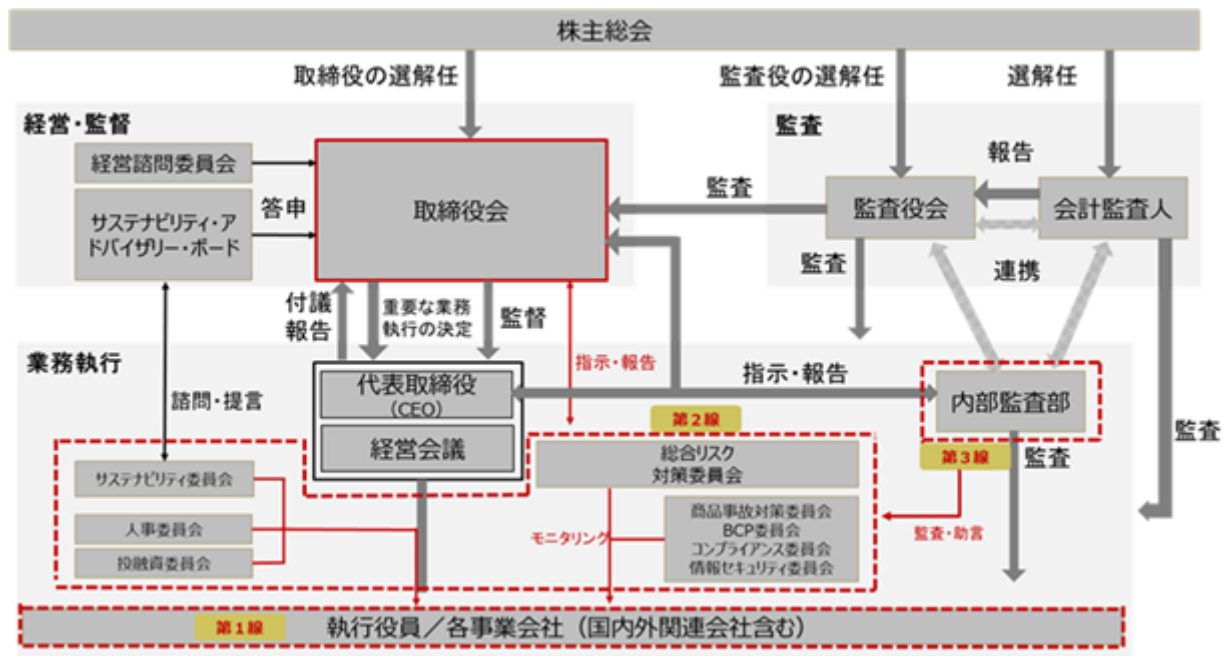 株主総会
取締役の選解任
監査役の選解任
選解任
経営・監督
監査
経営諮問委員会
サステナビリティ・ア
ドバイザリー・ボード
答申
取締役会
監査
監査役会
報告
会計監査人
監査
連携
付議
報告
重要な業務
執行の決定
監督
業務執行
指示・報告
諮問・提言
代表取締役
（CEO）
経営会議
指示・報告
内部監査部
第2線
第3線
監査
監査
サステナビリティ委員会
人事委員会
投融資委員会
総合リスク
対策委員会
モニタリング
商品事故対策委員会
BCP委員会
コンプライアンス委員会
情報セキュリティ委員会
監査・助言
第1線
執行役員／各事業会社（国内外関連会社含む）